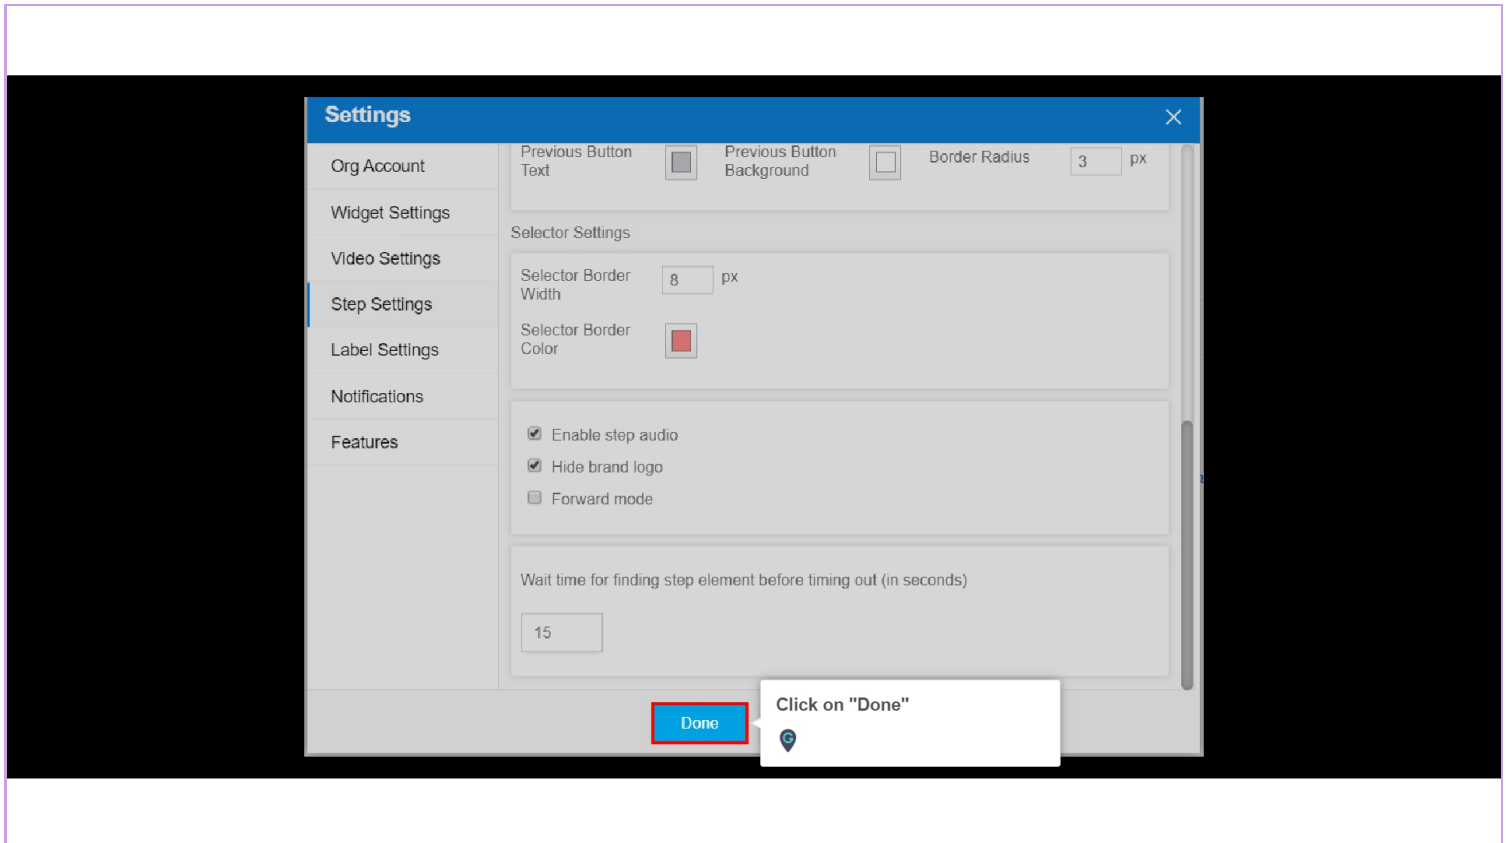 Settings
Org Account
Widget Settings
Video Settings
Step Settings
Label Settings
Notifications
Features
Previous Button
Text
Previous Button
Background
Border Radius
3 px
Selector Settings
Selector Border
Width
8 px
Selector Border
Color
Enable step audio
Hide brand logo
Forward mode
Wait time for finding step element before timing out (in seconds)
15
Done
Click on "Done"
G